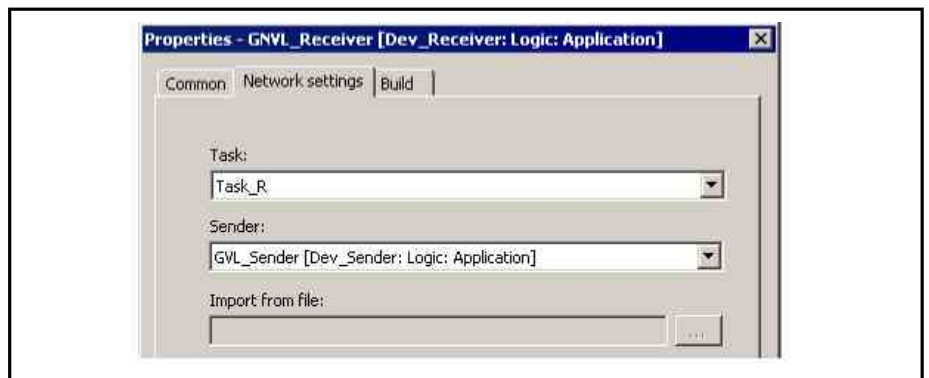 Properties - GNVL_Receiver [Dev_Receiver: Logic: Application]
Common Network settings Build
Task:
Task_R
Sender:
GVL_Sender [Dev_Sender: Logic: Application]
Import from file:
...